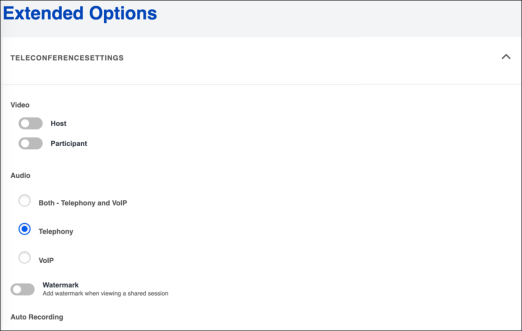 Extended Options
TELECONFERENCESETTINGS
Video
Host
Participant
Audio
Both - Telephony and VoIP
Telephony
VoIP
Watermark
Add watermark when viewing a shared session
Auto Recording